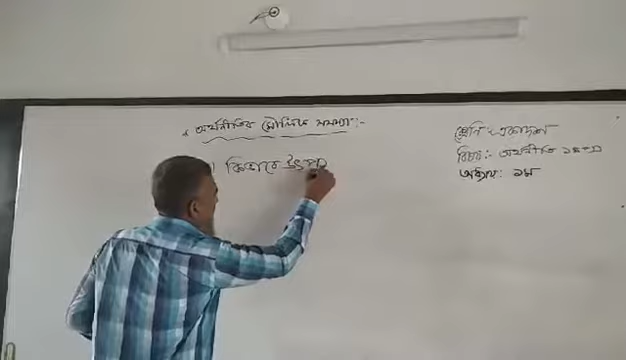 অর্থনীতির মৌলিক সমস্যা:-
কিভাবে উৎপা
শ্রেণি: একাদশ
বিষয়: অর্থনীতি ১ম পত্র
অধ্যায়: ১ম